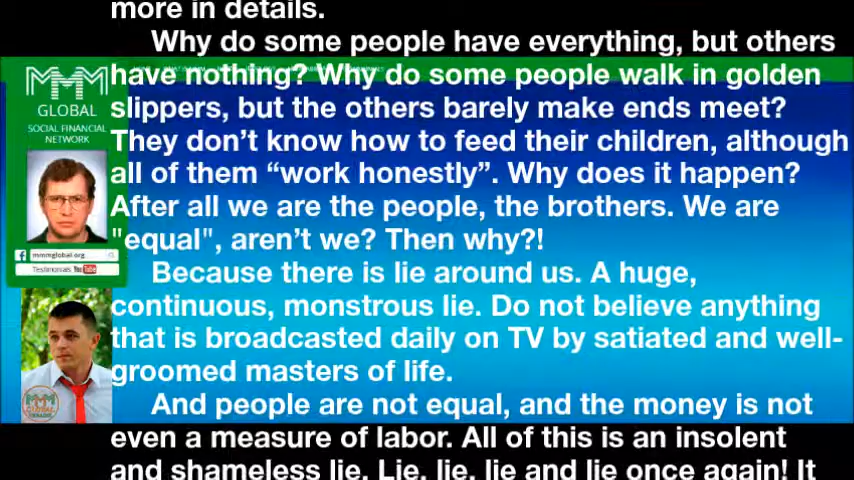 more in details.
Why do some people have everything, but others
have nothing? Why do some people walk in golden
slippers, but the others barely make ends meet?
They don't know how to feed their children, although
all of them “work honestly”. Why does it happen?
After all we are the people, the brothers. We are
"equal", aren't we? Then why?!
Because there is lie around us. A huge,
continuous, monstrous lie. Do not believe anything
that is broadcasted daily on TV by satiated and well-
groomed masters of life.
And people are not equal, and the money is not
even a measure of labor. All of this is an insolent
and shameless lie. Lie, lie, lie and lie once again! It
MMM
GLOBAL
SOCIAL FINANCIAL
NETWORK
f mmmglobal.org
Testimonials YouTube
MMM
GLOBAL